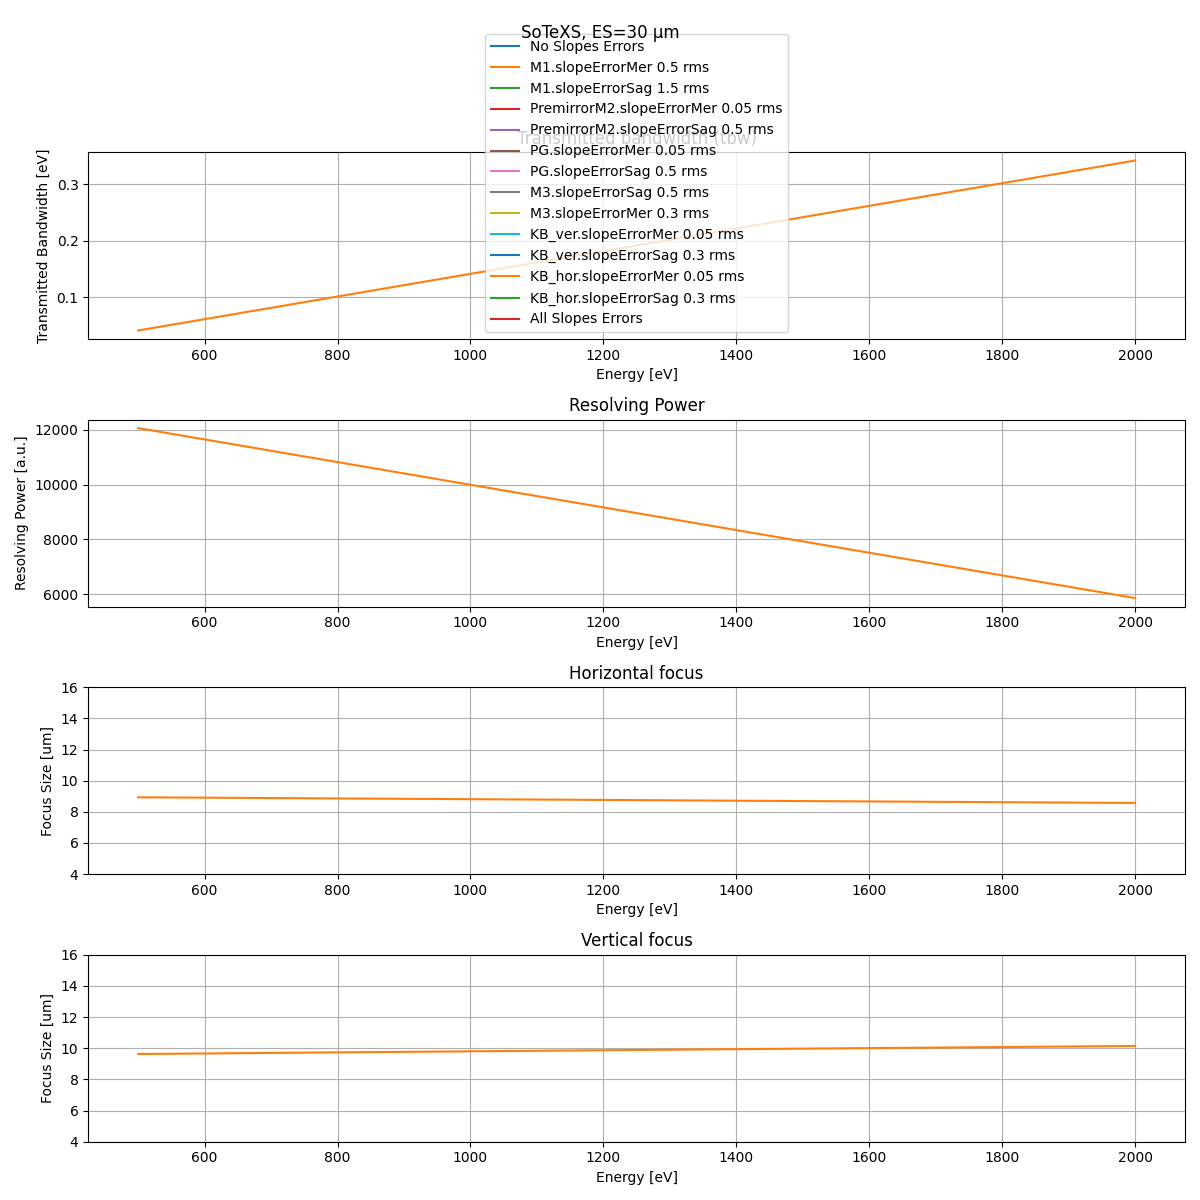 SoTeXS, ES=30 μm
No Slopes Errors
M1.slopeErrorMer 0.5 rms
M1.slopeErrorSag 1.5 rms
PremirrorM2.slopeErrorMer 0.05 rms
PremirrorM2.slopeErrorSag 0.5 rms
PG.slopeErrorMer 0.05 rms
PG.slopeErrorSag 0.5 rms
M3.slopeErrorSag 0.5 rms
M3.slopeErrorMer 0.3 rms
KB_ver.slopeErrorMer 0.05 rms
KB_ver.slopeErrorSag 0.3 rms
KB_hor.slopeErrorMer 0.05 rms
KB_hor.slopeErrorSag 0.3 rms
All Slopes Errors
Transmitted bandwidth (tbw)
Transmitted Bandwidth [eV]
0.3
0.2
0.1
600 800 1000 1200 1400 1600 1800 2000
Energy [eV]
Resolving Power
Resolving Power [a.u.]
12000
10000
8000
6000
600 800 1000 1200 1400 1600 1800 2000
Energy [eV]
Horizontal focus
Focus Size [um]
16
14
12
10
8
6
4
600 800 1000 1200 1400 1600 1800 2000
Energy [eV]
Vertical focus
Focus Size [um]
16
14
12
10
8
6
4
600 800 1000 1200 1400 1600 1800 2000
Energy [eV]